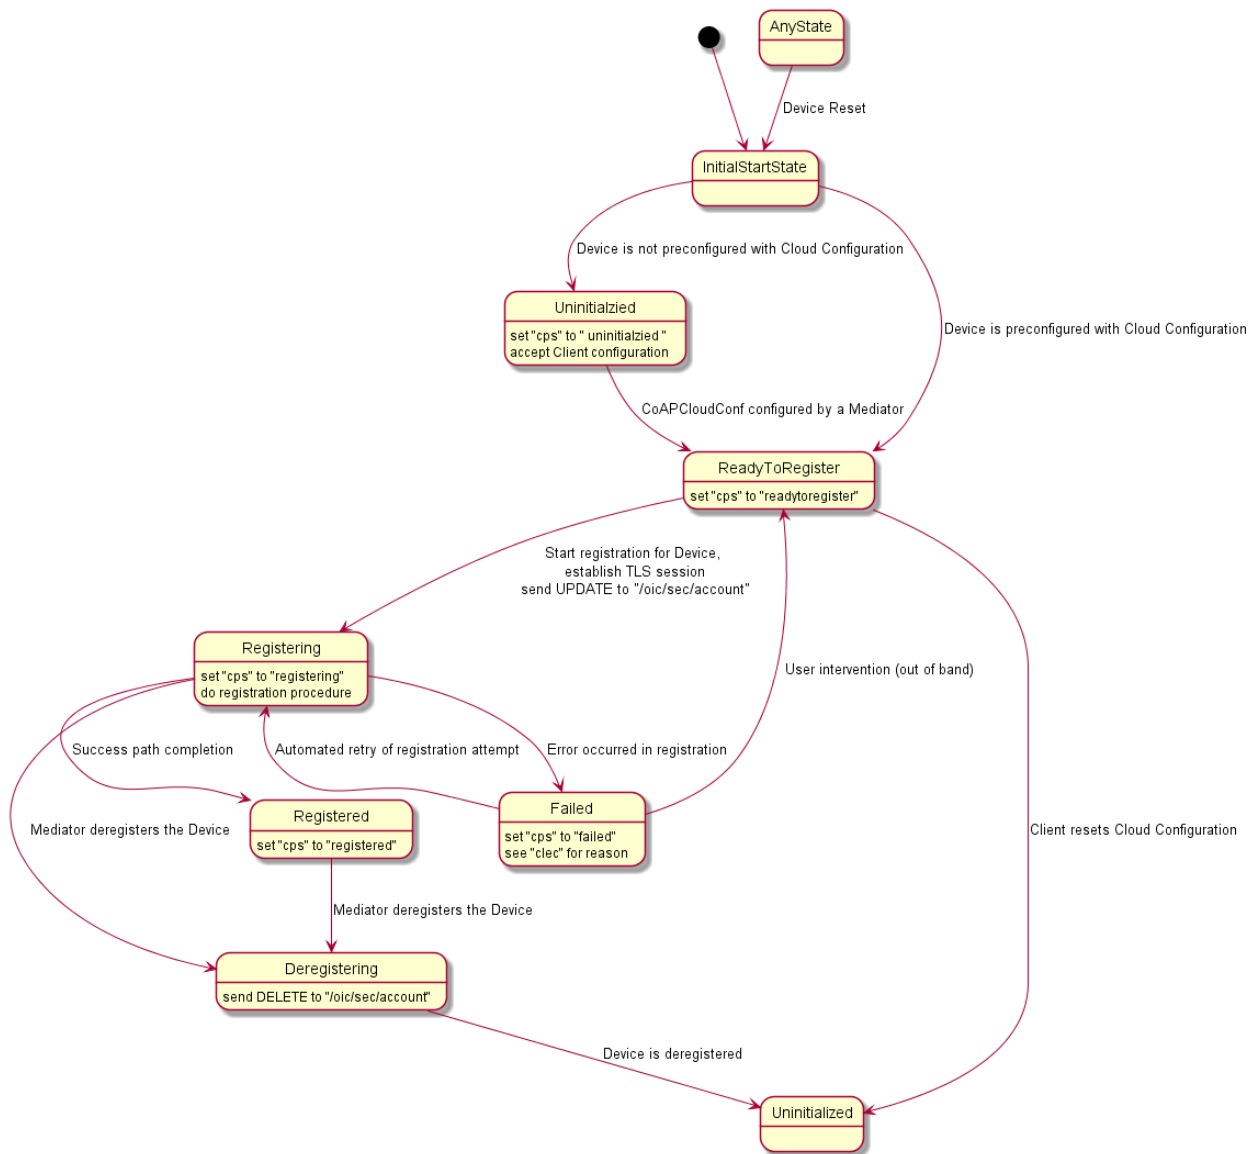 AnyState
Device Reset
InitialStartState
Device is not preconfigured with Cloud Configuration
Uninitialzied
set "cps" to " uninitialzied "
accept Client configuration
Device is preconfigured with Cloud Configuration
CoAPCloudConf configured by a Mediator
ReadyToRegister
set "cps" to "readytoregister"
Start registration for Device,
establish TLS session
send UPDATE to "/oic/sec/account"
Registering
set "cps" to "registering"
do registration procedure
User intervention (out of band)
Success path completion
Automated retry of registration attempt
Error occurred in registration
Registered
set "cps" to "registered"
Failed
set "cps" to "failed"
see "clec" for reason
Mediator deregisters the Device
Client resets Cloud Configuration
Mediator deregisters the Device
Deregistering
send DELETE to "/oic/sec/account"
Device is deregistered
Uninitialized